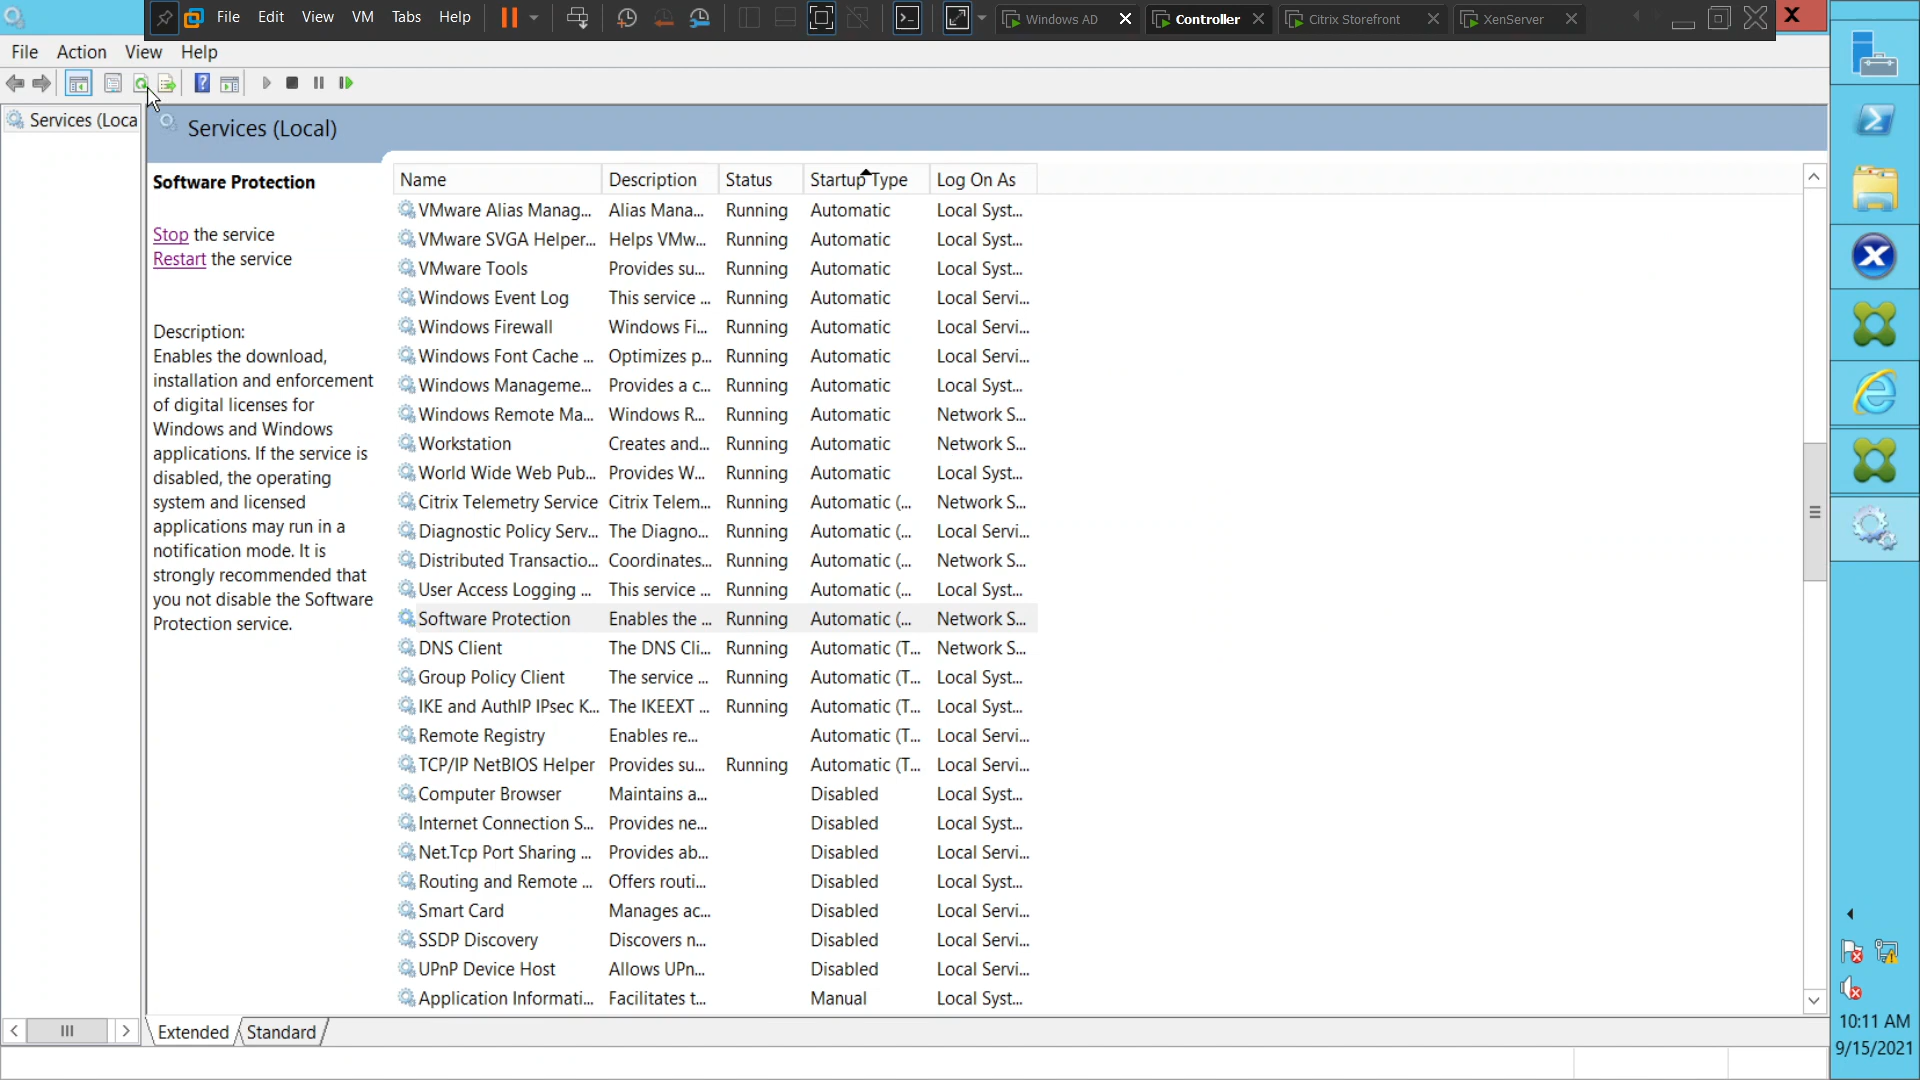 File Edit View VM Tabs Help Windows AD Controller Citrix Storefront XenServer
File Action View Help
Services (Loca
Services (Local)
Software Protection
Stop the service
Restart the service
Description:
Enables the download,
installation and enforcement
of digital licenses for
Windows and Windows
applications. If the service is
disabled, the operating
system and licensed
applications may run in a
notification mode. It is
strongly recommended that
you not disable the Software
Protection service.
Name Description Status Startup Type Log On As
VMware Alias Manag... Alias Mana... Running Automatic Local Syst...
VMware SVGA Helper... Helps VMw... Running Automatic Local Syst...
VMware Tools Provides su... Running Automatic Local Syst...
Windows Event Log This service ... Running Automatic Local Servi...
Windows Firewall Windows Fi... Running Automatic Local Servi...
Windows Font Cache ... Optimizes p... Running Automatic Local Servi...
Windows Manageme... Provides a c... Running Automatic Local Syst...
Windows Remote Ma... Windows R... Running Automatic Network S...
Workstation Creates and... Running Automatic Network S...
World Wide Web Pub... Provides W... Running Automatic Local Syst...
Citrix Telemetry Service Citrix Telem... Running Automatic (... Network S...
Diagnostic Policy Serv... The Diagno... Running Automatic (... Local Servi...
Distributed Transactio... Coordinates... Running Automatic (... Network S...
User Access Logging ... This service ... Running Automatic (... Local Syst...
Software Protection Enables the ... Running Automatic (... Network S...
DNS Client The DNS Cli... Running Automatic (T... Network S...
Group Policy Client The service ... Running Automatic (T... Local Syst...
IKE and AuthIP IPsec K... The IKEEXT ... Running Automatic (T... Local Syst...
Remote Registry Enables re... Automatic (T... Local Servi...
TCP/IP NetBIOS Helper Provides su... Running Automatic (T... Local Servi...
Computer Browser Maintains a... Disabled Local Syst...
Internet Connection S... Provides ne... Disabled Local Syst...
Net.Tcp Port Sharing ... Provides ab... Disabled Local Servi...
Routing and Remote ... Offers routi... Disabled Local Syst...
Smart Card Manages ac... Disabled Local Servi...
SSDP Discovery Discovers n... Disabled Local Servi...
UPnP Device Host Allows UPn... Disabled Local Servi...
Application Informati... Facilitates t... Manual Local Syst...
Extended Standard
10:11 AM
9/15/2021